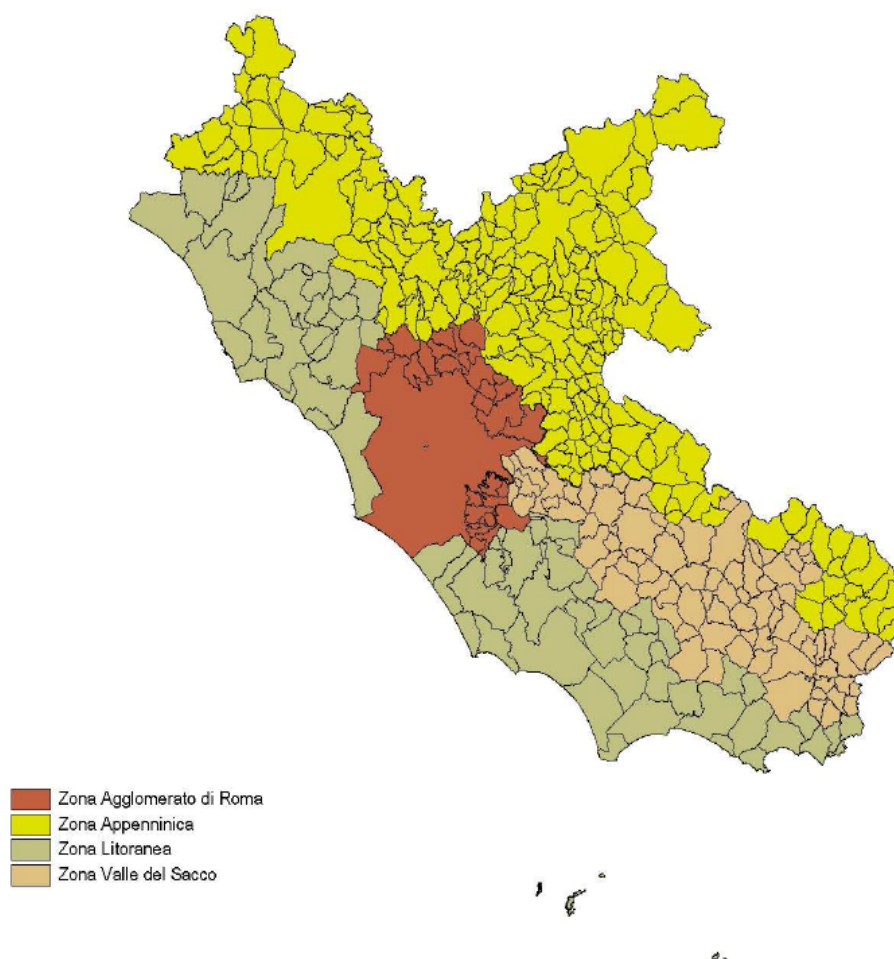 Zona Agglomerato di Roma
Zona Appenninica
Zona Litoranea
Zona Valle del Sacco